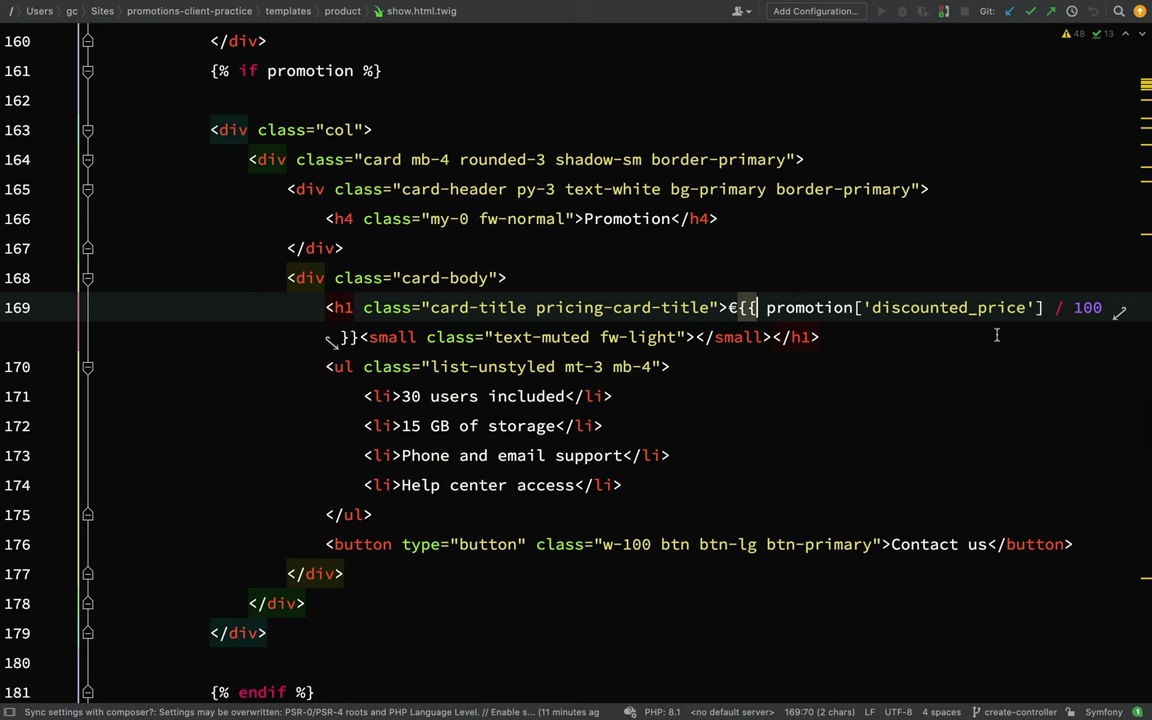 / Users gc Sites promotions-client-practice templates product show.html.twig Add Configuration... Git:
48 13
160 </div>
161 {% if promotion %}
162
163 <div class="col">
164 <div class="card mb-4 rounded-3 shadow-sm border-primary">
165 <div class="card-header py-3 text-white bg-primary border-primary">
166 <h4 class="my-0 fw-normal">Promotion</h4>
167 </div>
168 <div class="card-body">
169 <h1 class="card-title pricing-card-title">€{{ promotion['discounted_price'] / 100
}}<small class="text-muted fw-light"></small></h1>
170 <ul class="list-unstyled mt-3 mb-4">
171 <li>30 users included</li>
172 <li>15 GB of storage</li>
173 <li>Phone and email support</li>
174 <li>Help center access</li>
175 </ul>
176 <button type="button" class="w-100 btn btn-lg btn-primary">Contact us</button>
177 </div>
178 </div>
179 </div>
180
181 {% endif %}
Sync settings with composer?: Settings may be overwritten: PSR-0/PSR-4 roots and PHP Language Level. // Enable s... (11 minutes ag PHP: 8.1 <no default server> 169:70 (2 chars) LF UTF-8 4 spaces create-controller Symfony 1